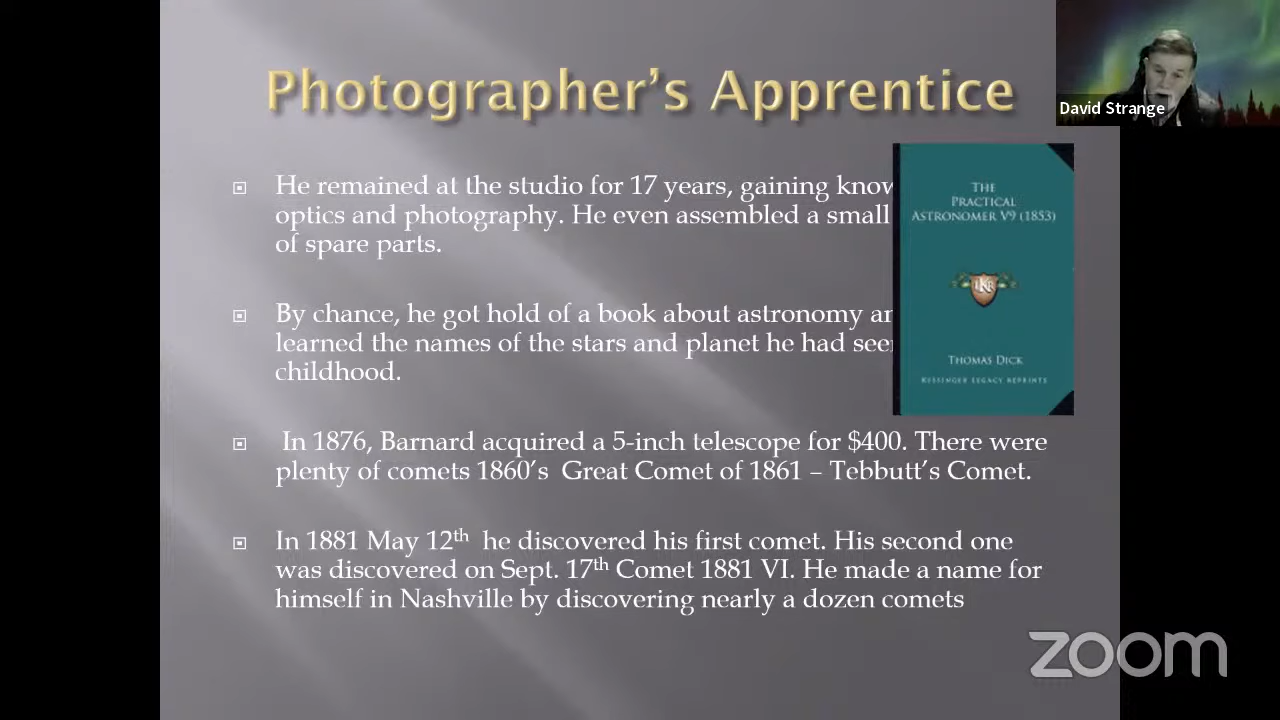 Photographer's Apprentice
David Strange
He remained at the studio for 17 years, gaining
optics and photography. He even assembled a small
of spare parts.
By chance, he got hold of a book about astronomy
learned the names of the stars and planet he had
childhood.
In 1876, Barnard acquired a 5-inch telescope for $400. There were
plenty of comets 1860's Great Comet of 1861 – Tebbutt's Comet.
In 1881 May 12th he discovered his first comet. His second one
was discovered on Sept. 17th Comet 1881 VI. He made a name for
himself in Nashville by discovering nearly a dozen comets
THE
PRACTICAL
ASTRONOMER V9 (1853)
THOMAS DICK
KESSINGER LEGACY REPRINTS
zoom